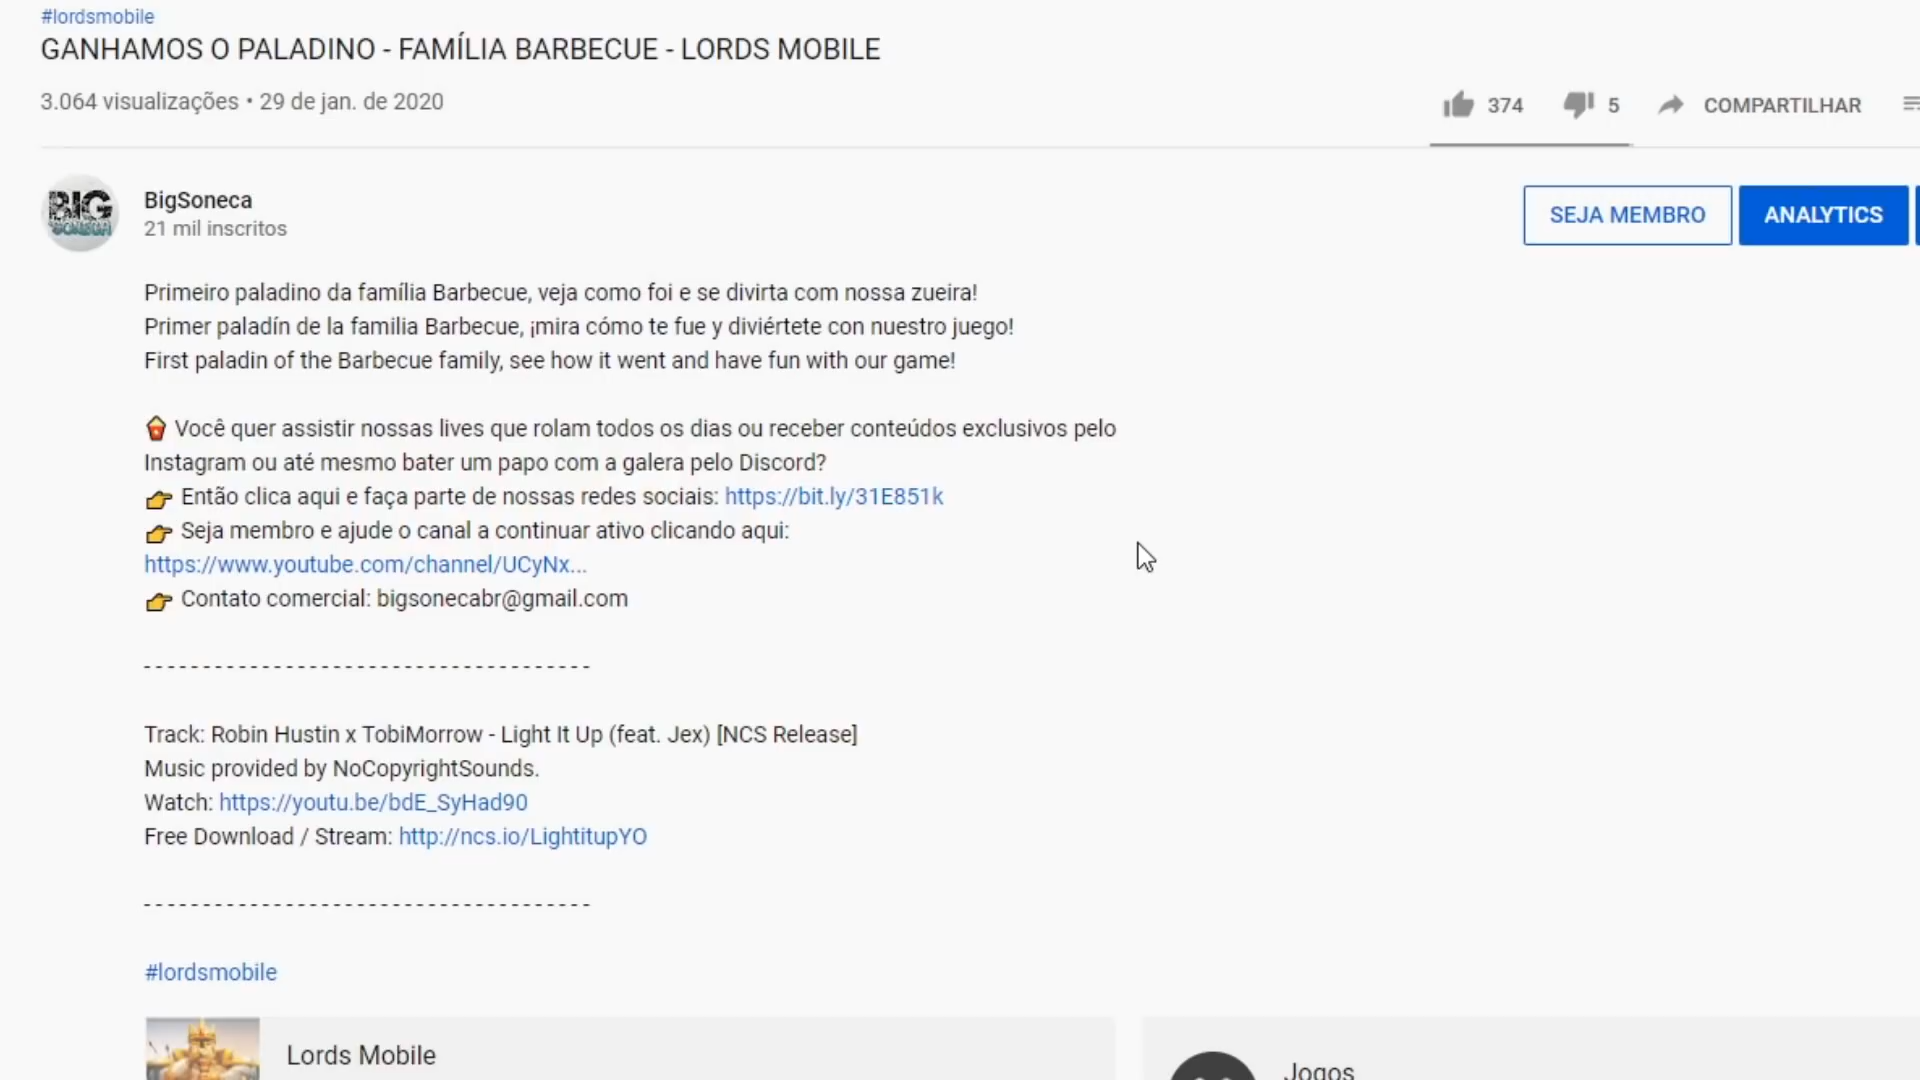 #lordsmobile
GANHAMOS O PALADINO - FAMÍLIA BARBECUE - LORDS MOBILE
3.064 visualizações • 29 de jan. de 2020
374 5 COMPARTILHAR
BIG
BigSoneca
21 mil inscritos
SEJA MEMBRO
ANALYTICS
Primeiro paladino da família Barbecue, veja como foi e se divirta com nossa zueira!
Primer paladín de la familia Barbecue, ¡mira cómo te fue y diviértete con nuestro juego!
First paladin of the Barbecue family, see how it went and have fun with our game!
🍿 Você quer assistir nossas lives que rolam todos os dias ou receber conteúdos exclusivos pelo
Instagram ou até mesmo bater um papo com a galera pelo Discord?
👉 Então clica aqui e faça parte de nossas redes sociais: https://bit.ly/31E851k
👉 Seja membro e ajude o canal a continuar ativo clicando aqui:
https://www.youtube.com/channel/UCyNx...
👉 Contato comercial: bigsonecabr@gmail.com
- - - - - - - - - - - - - - - - - - - - - - - - - - - - - - - - - - - - - -
Track: Robin Hustin x TobiMorrow - Light It Up (feat. Jex) [NCS Release]
Music provided by NoCopyrightSounds.
Watch: https://youtu.be/bdE_SyHad90
Free Download / Stream: http://ncs.io/LightitupYO
- - - - - - - - - - - - - - - - - - - - - - - - - - - - - - - - - - - - - -
#lordsmobile
Lords Mobile
Jogos